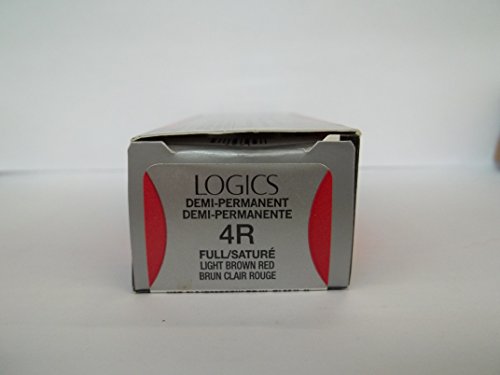 LOGICS
DEMI-PERMANENT
DEMI-PERMANENTE
4R
FULL/SATURÉ
LIGHT BROWN RED
BRUN CLAIR ROUGE